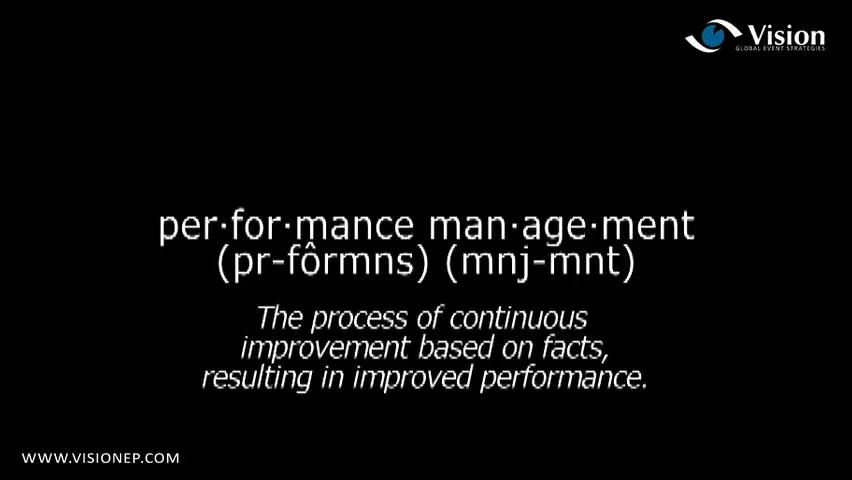 Vision
GLOBAL EVENT STRATEGIES
per·for·mance man·age·ment
(pr-fôrmns) (mnj-mnt)
The process of continuous
improvement based on facts,
resulting in improved performance.
WWW.VISIONEP.COM